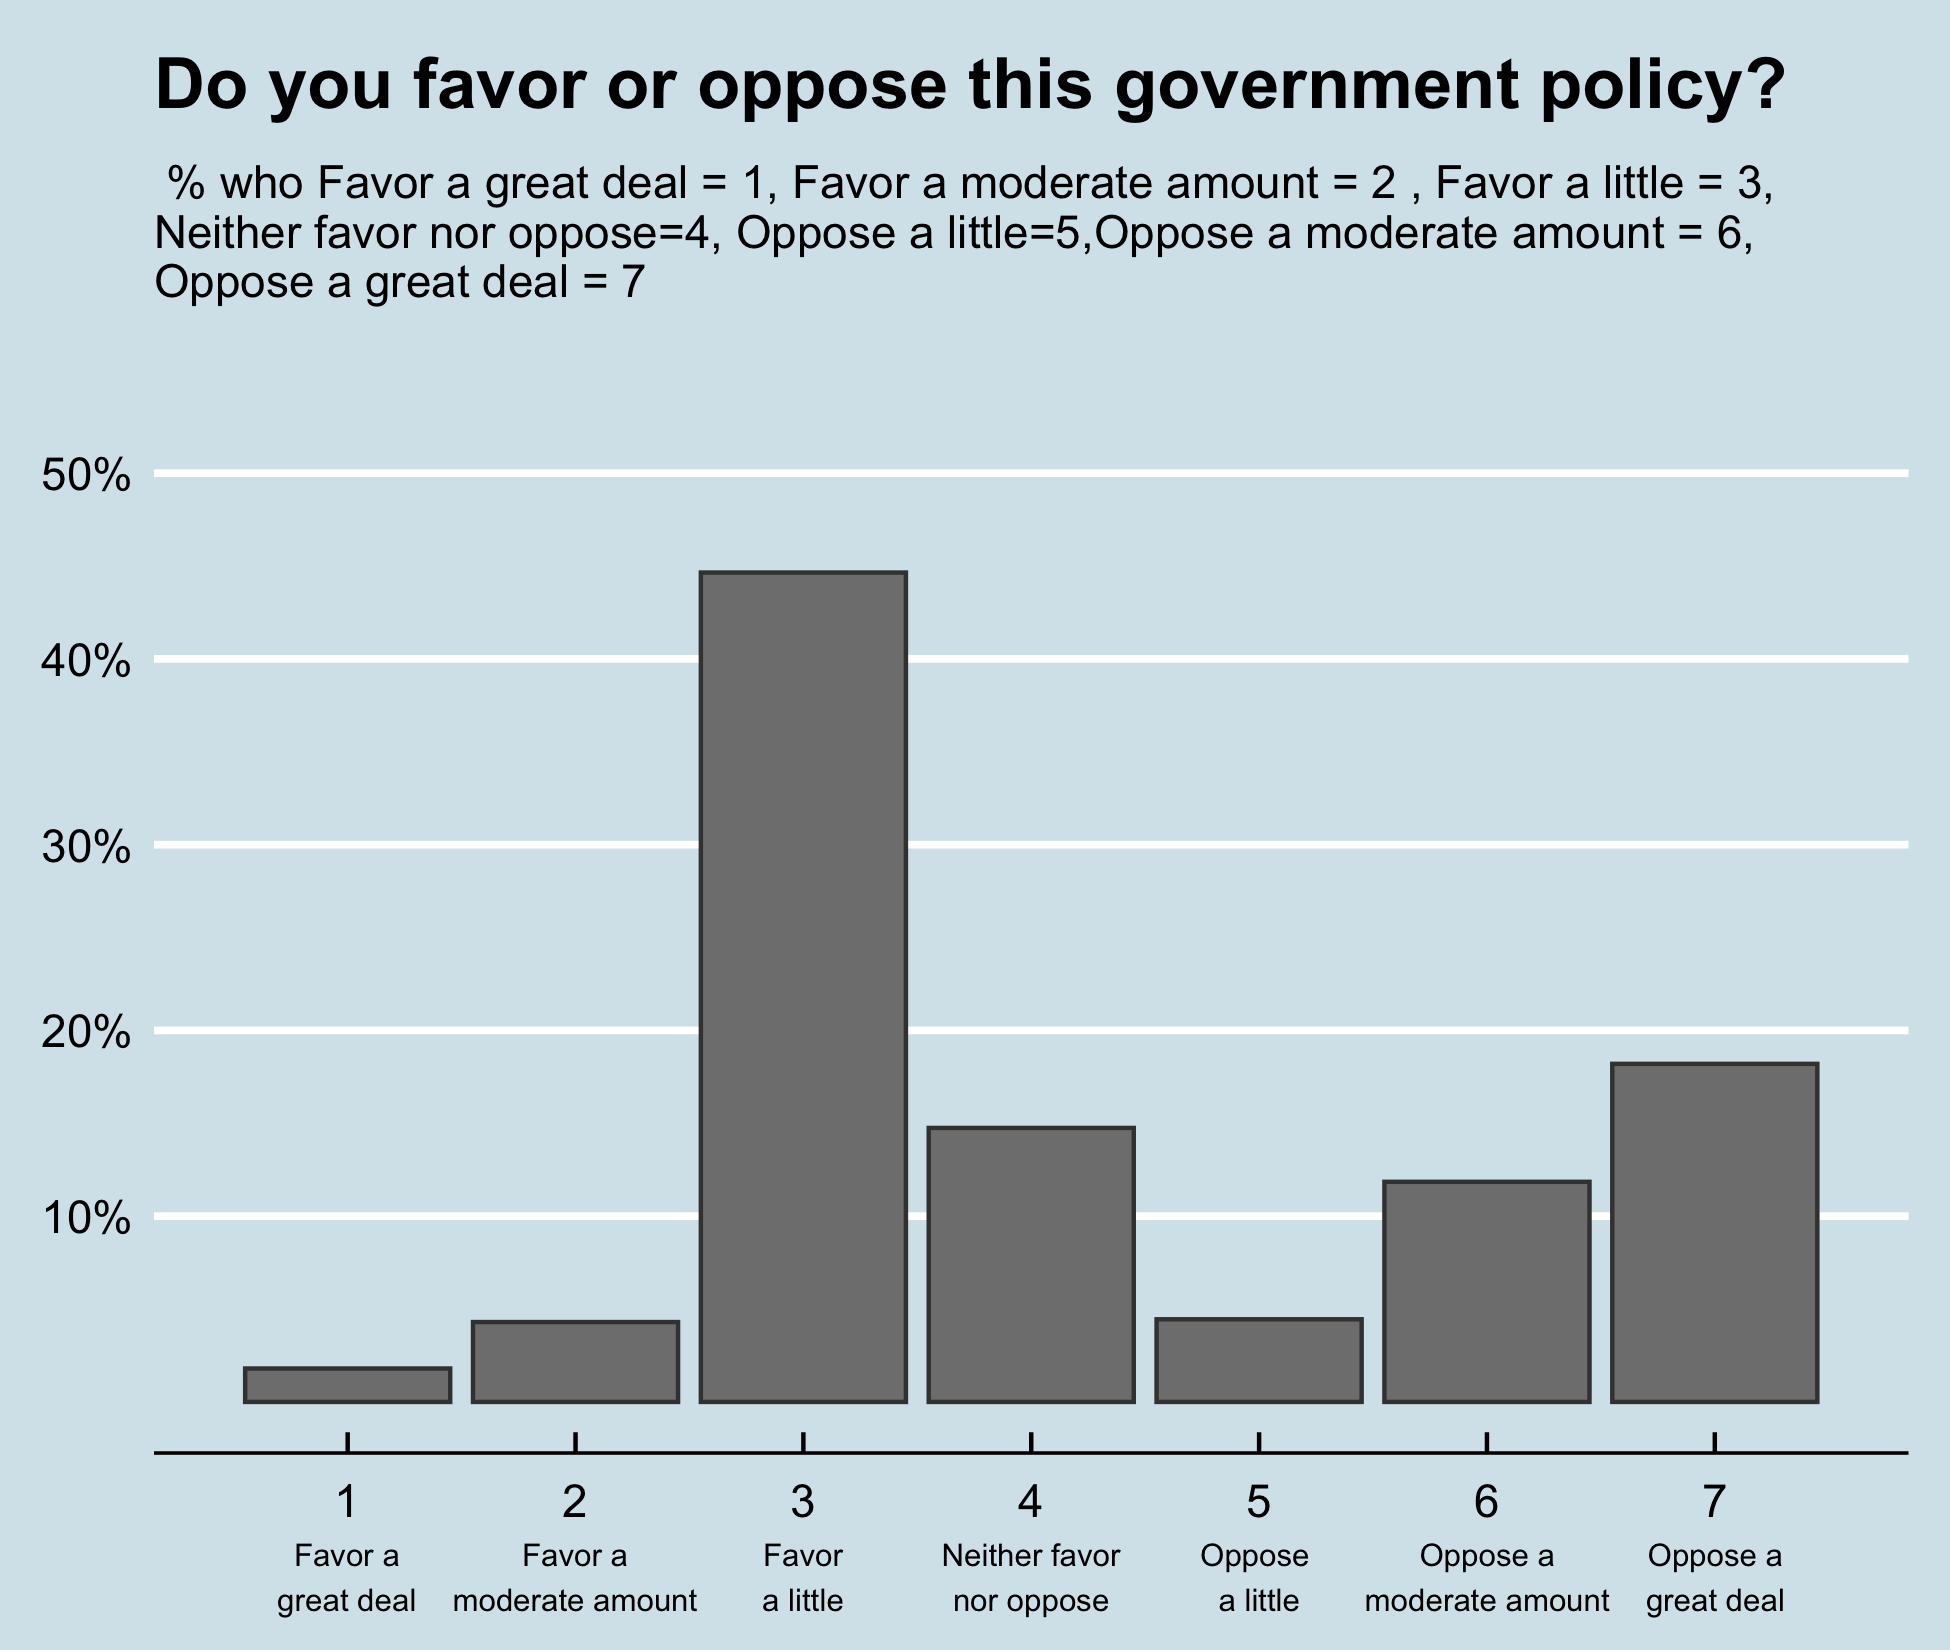 Do you favor or oppose this government policy?
% who Favor a great deal = 1, Favor a moderate amount = 2 , Favor a little = 3,
Neither favor nor oppose=4, Oppose a little=5,Oppose a moderate amount = 6,
Oppose a great deal = 7
50%
40%
30%
20%
10%
1 2 3 4 5 6 7
Favor a Favor a Favor Neither favor Oppose Oppose a Oppose a
great deal moderate amount a little nor oppose a little moderate amount great deal